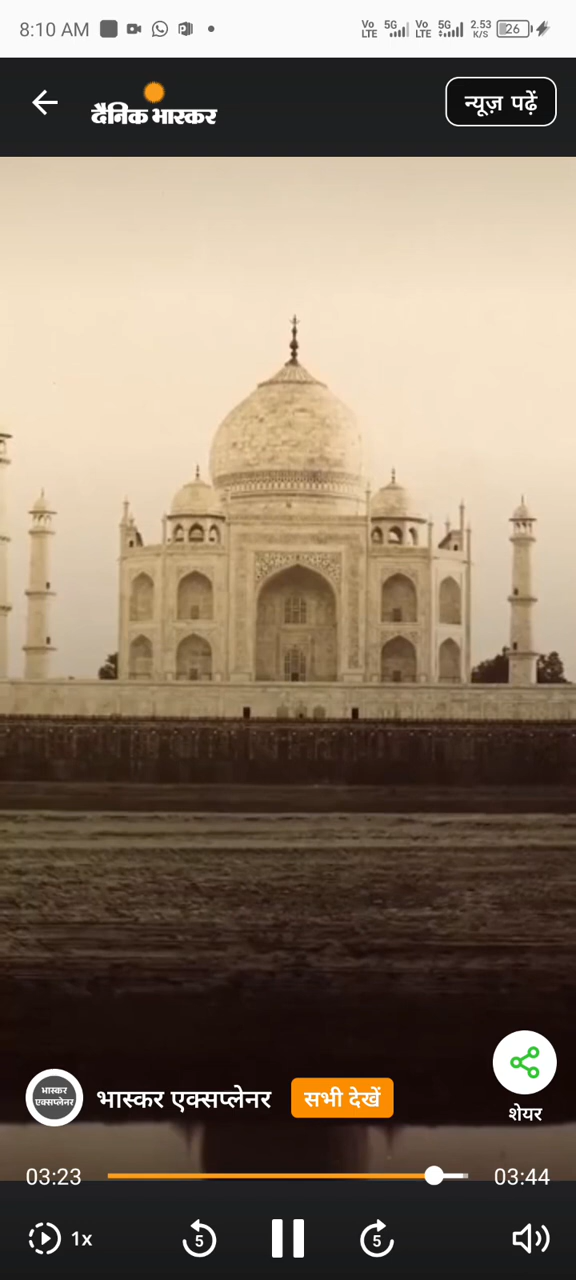 8:10 AM
Vo LTE 5G Vo LTE 5G 2.53 K/S 26
दैनिक भास्कर
न्यूज़ पढ़ें
भास्कर एक्सप्लेनर
भास्कर एक्सप्लेनर
सभी देखें
शेयर
03:23
03:44
1x
5
5